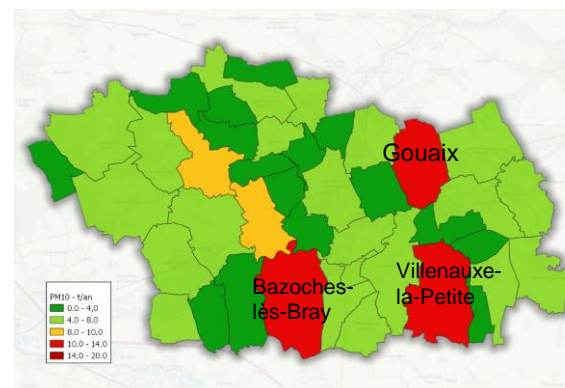 Gouaix
Villenauxe-
la-Petite
Bazoches-
lès-Bray
PM10 - t/an
0.0 - 4,0
4.0 - 8.0
8.0 - 10.0
10.0 - 14.0
14.0 - 20.0